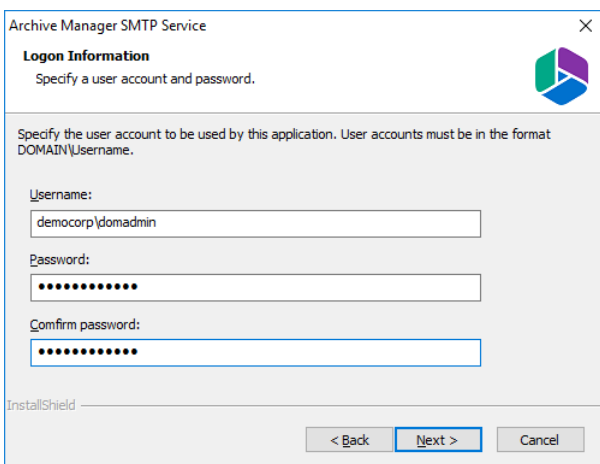 Archive Manager SMTP Service
Logon Information
Specify a user account and password.
Specify the user account to be used by this application. User accounts must be in the format
DOMAIN\Username.
Username:
democorp\domadmin
Password:
••••••••••••
Comfirm password:
••••••••••••
InstallShield
< Back Next > Cancel